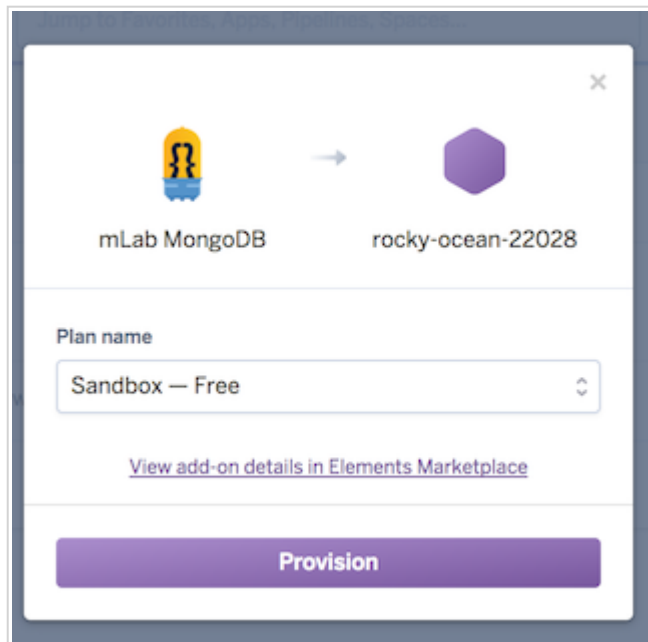 Jump to Favorites, Apps, Pipelines, Spaces...
×
mLab MongoDB
rocky-ocean-22028
Plan name
Sandbox — Free
View add-on details in Elements Marketplace
Provision